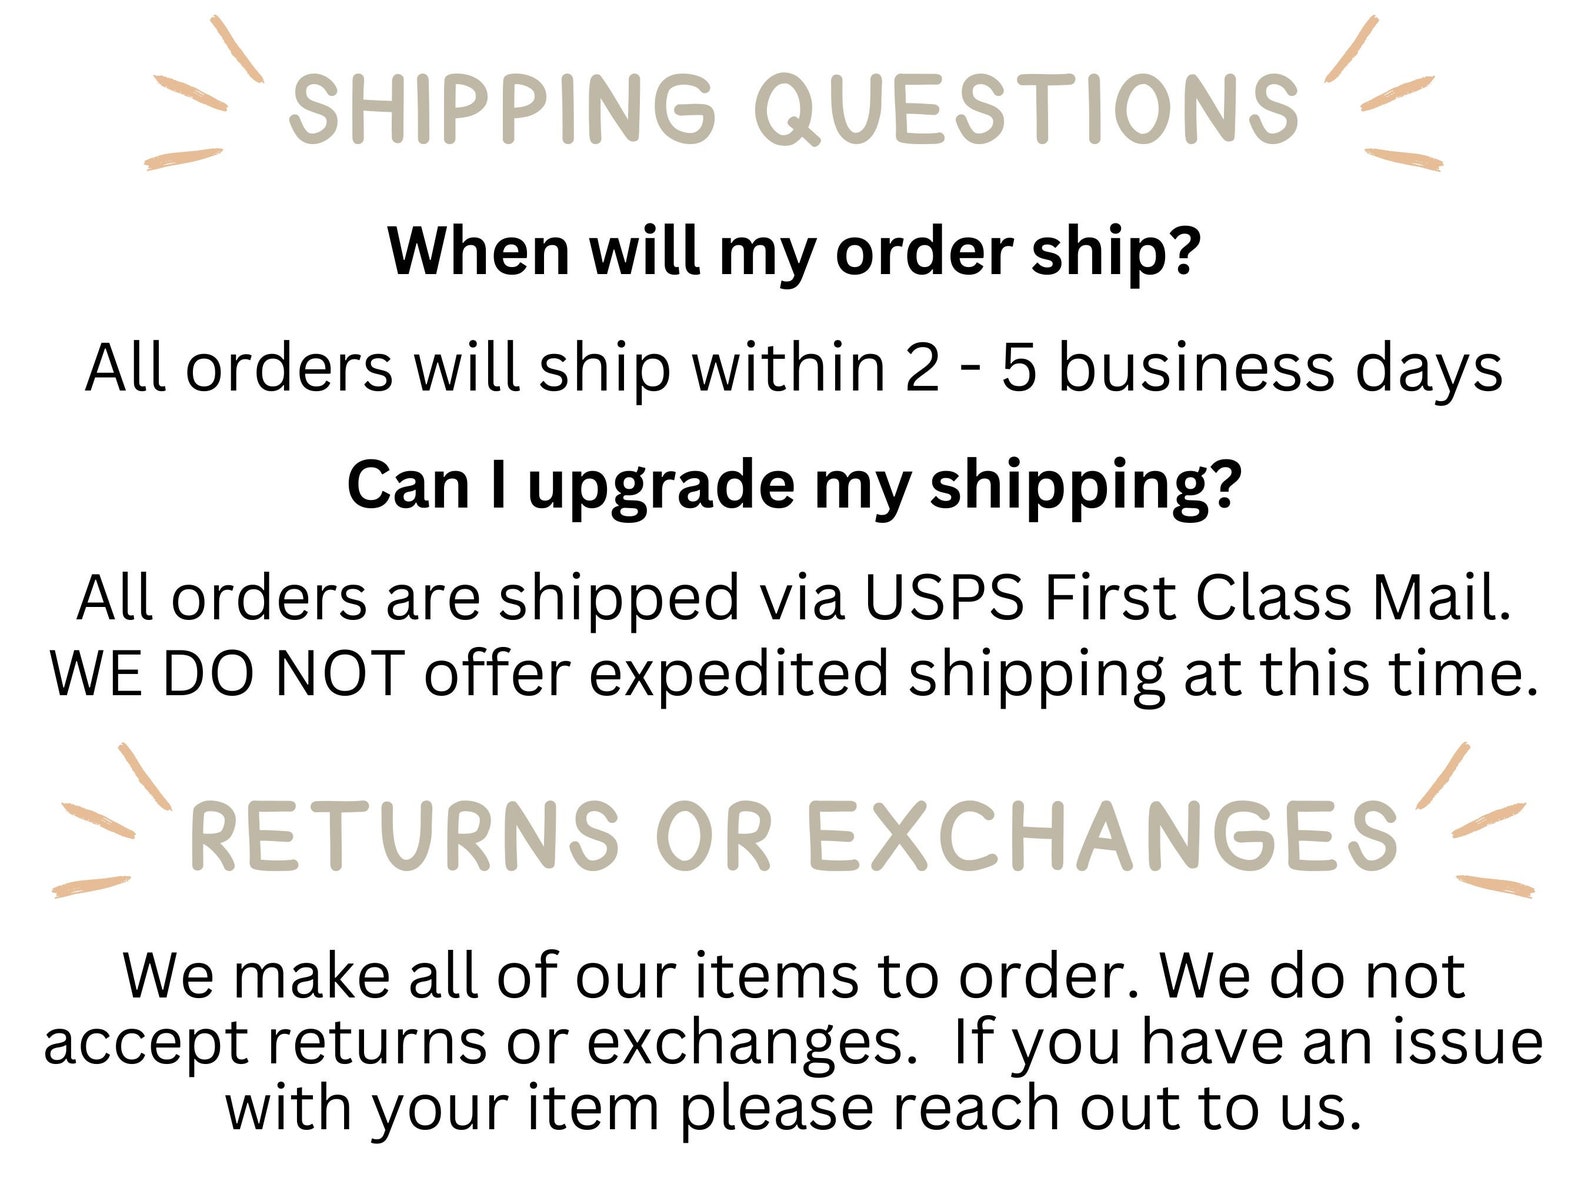 SHIPPING QUESTIONS
When will my order ship?
All orders will ship within 2 - 5 business days
Can I upgrade my shipping?
All orders are shipped via USPS First Class Mail.
WE DO NOT offer expedited shipping at this time.
RETURNS OR EXCHANGES
We make all of our items to order. We do not
accept returns or exchanges.  If you have an issue
with your item please reach out to us.